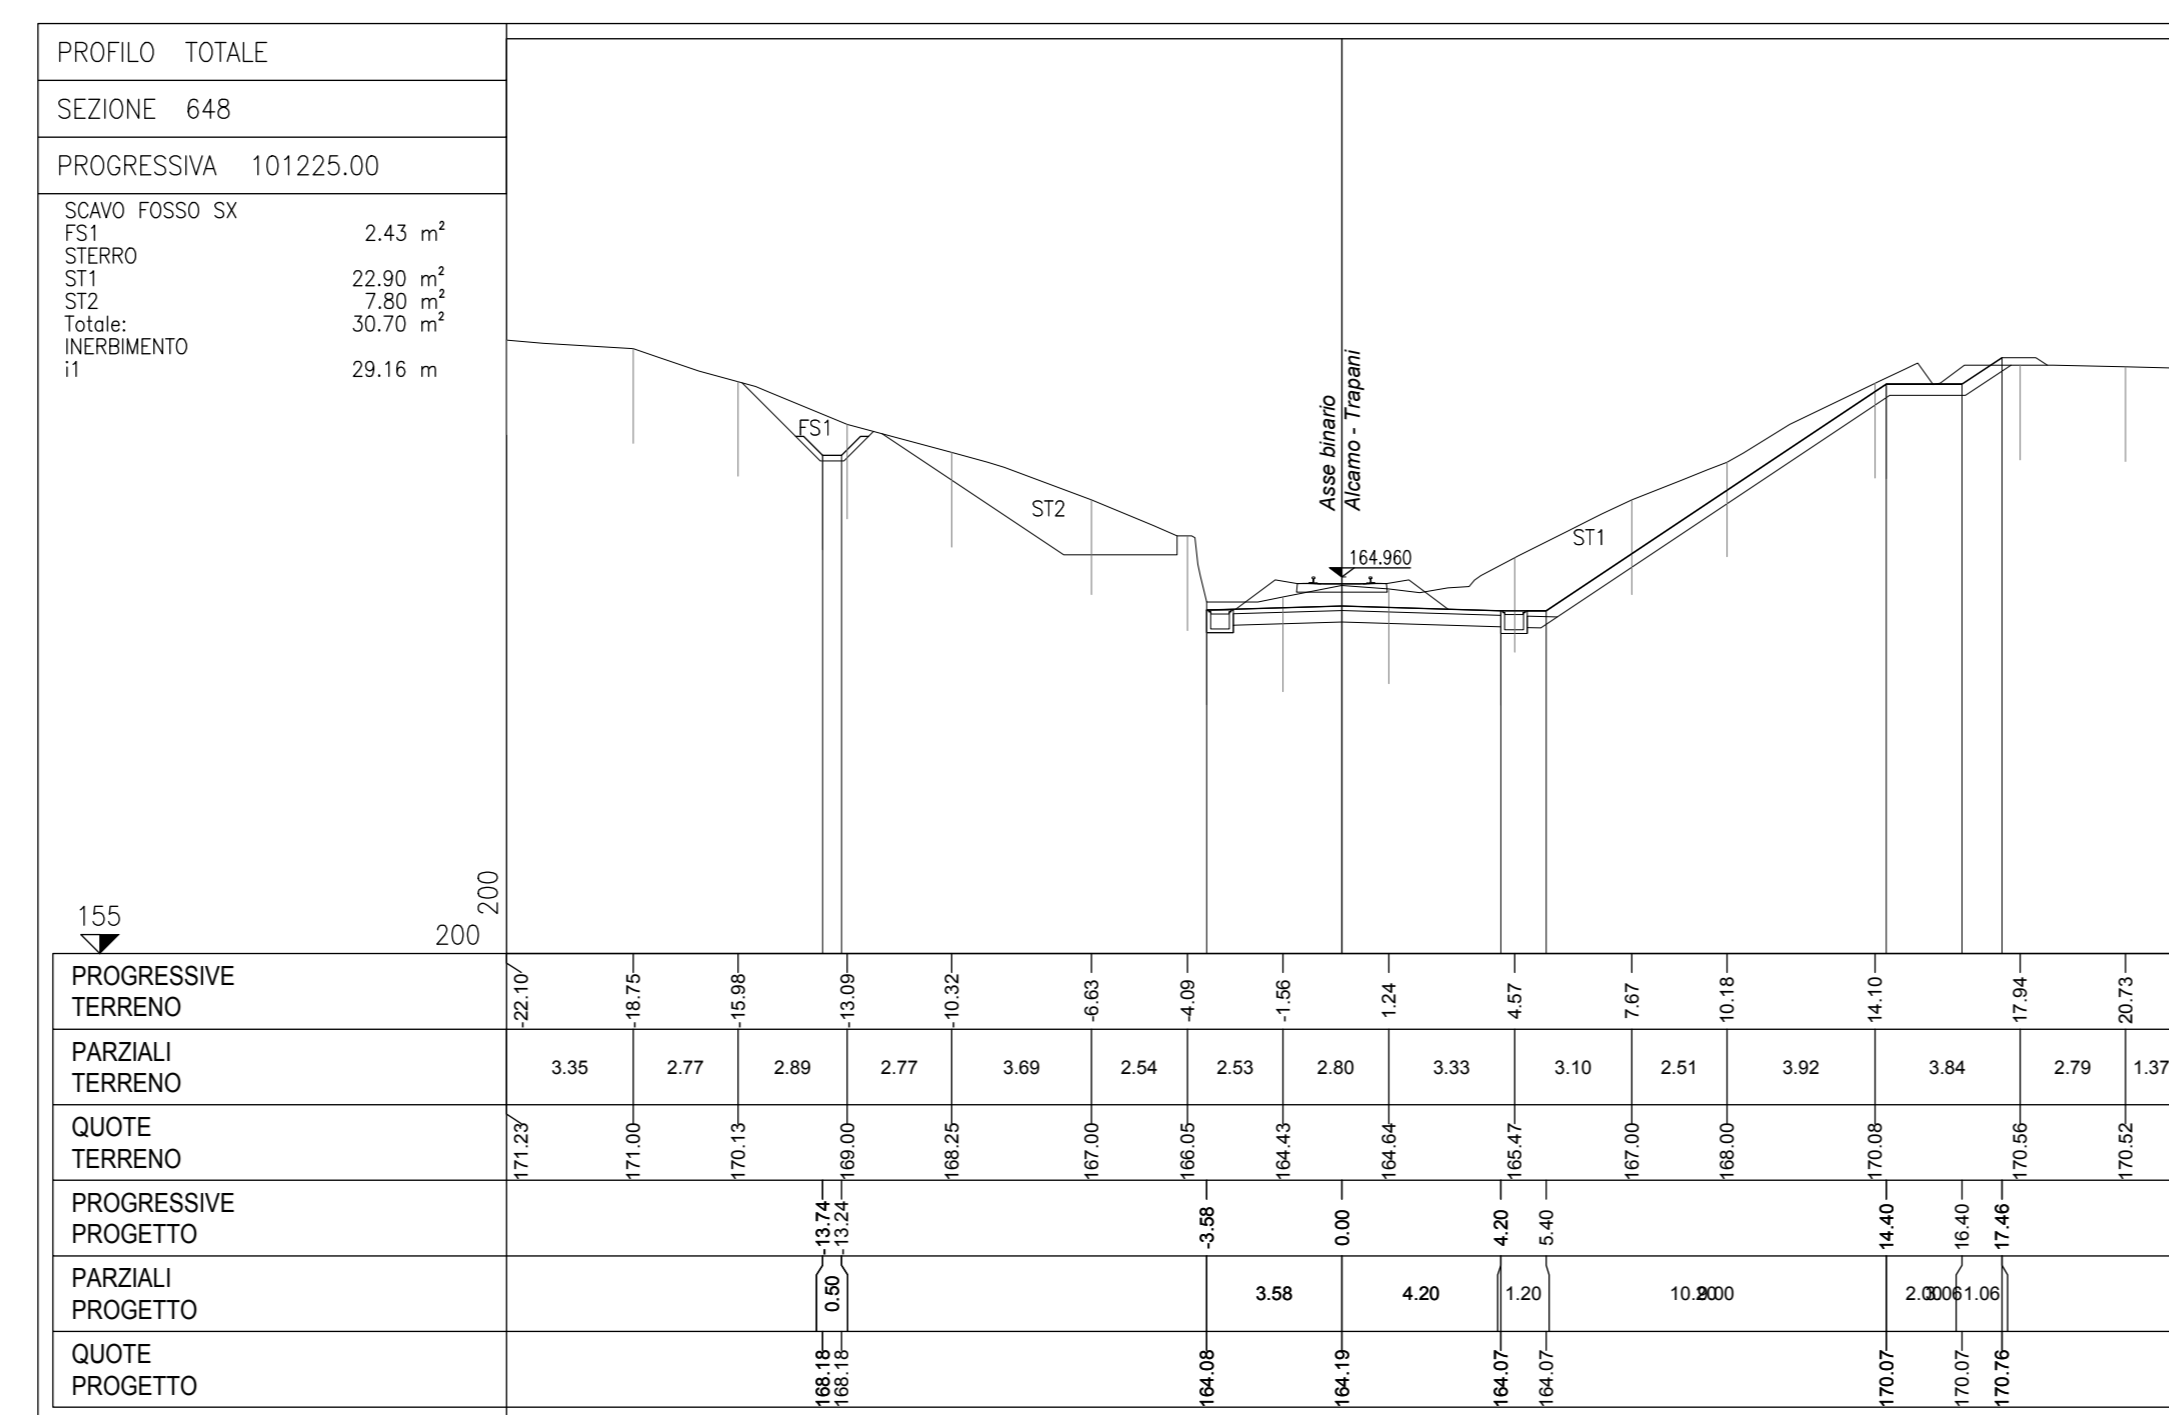 PROFILO TOTALE
SEZIONE 648
PROGRESSIVA 101225.00
SCAVO FOSSO SX
FS1 2.43 m²
STERRO
ST1 22.90 m²
ST2 7.80 m²
Totale: 30.70 m²
INERBIMENTO
i1 29.16 m
FS1
ST2
Asse binario
Alcamo - Trapani
164.960
ST1
155
200
200
PROGRESSIVE
TERRENO
-22.10 -18.75 -15.98 -13.09 -10.32 -6.63 -4.09 -1.56 1.24 4.57 7.67 10.18 14.10 17.94 20.73
PARZIALI
TERRENO
3.35 2.77 2.89 2.77 3.69 2.54 2.53 2.80 3.33 3.10 2.51 3.92 3.84 2.79 1.37
QUOTE
TERRENO
171.23 171.00 170.13 169.00 168.25 167.00 166.05 164.43 164.64 165.47 167.00 168.00 170.08 170.56 170.52
PROGRESSIVE
PROGETTO
-13.74 -13.24 -3.58 0.00 4.20 5.40 14.40 16.40 17.46
PARZIALI
PROGETTO
0.50 3.58 4.20 1.20 1.06
QUOTE
PROGETTO
168.18 168.18 164.08 164.19 164.07 164.07 170.07 170.07 170.76